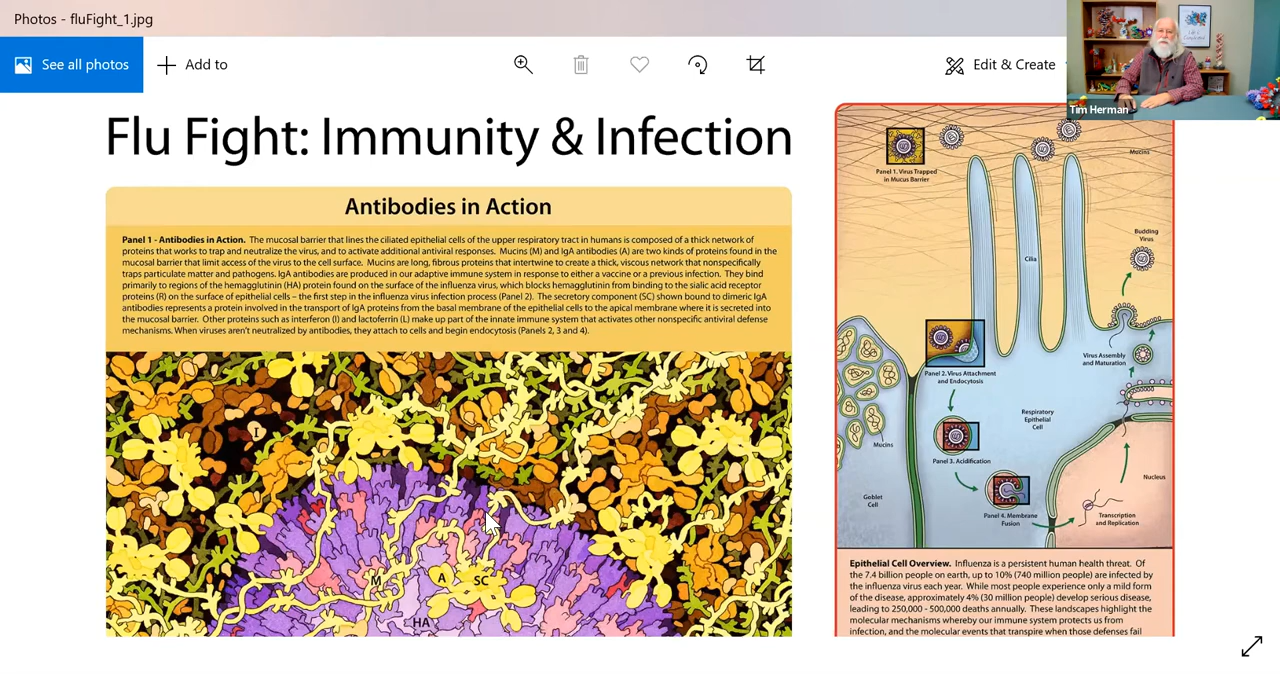 Photos - fluFight_1.jpg
See all photos
Add to
Edit & Create
Tim Herman
Flu Fight: Immunity & Infection
Antibodies in Action
Panel 1 - Antibodies in Action. The mucosal barrier that lines the ciliated epithelial cells of the upper respiratory tract in humans is composed of a thick network of
proteins that works to trap and neutralize the virus, and to activate additional antiviral responses. Mucins (M) and IgA antibodies (A) are two kinds of proteins found in the
mucosal barrier that limit access of the virus to the cell surface. Mucins are long, fibrous proteins that intertwine to create a thick, viscous network that nonspecifically
traps particulate matter and pathogens. IgA antibodies are produced in our adaptive immune system in response to either a vaccine or a previous infection. They bind
primarily to regions of the hemagglutinin (HA) protein found on the surface of the influenza virus, which blocks hemagglutinin from binding to the sialic acid receptor
proteins (R) on the surface of epithelial cells – the first step in the influenza virus infection process (Panel 2). The secretory component (SC) shown bound to dimeric IgA
antibodies represents a protein involved in the transport of IgA proteins from the basal membrane of the epithelial cells to the apical membrane where it is secreted into
the mucosal barrier. Other proteins such as interferon (I) and lactoferrin (L) make up part of the innate immune system that activates other nonspecific antiviral defense
mechanisms. When viruses aren't neutralized by antibodies, they attach to cells and begin endocytosis (Panels 2, 3 and 4).
I
M
A
SC
HA
Mucins
Panel 1. Virus Trapped
in Mucus Barrier
Budding
Virus
Cilia
Panel 2. Virus Attachment
and Endocytosis
Virus Assembly
and Maturation
Respiratory
Epithelial
Cell
Mucins
Panel 3. Acidification
Nucleus
Goblet
Cell
Panel 4. Membrane
Fusion
Transcription
and Replication
Epithelial Cell Overview. Influenza is a persistent human health threat. Of
the 7.4 billion people on earth, up to 10% (740 million people) are infected by
the influenza virus each year. While most people experience only a mild form
of the disease, approximately 4% (30 million people) develop serious disease,
leading to 250,000 - 500,000 deaths annually. These landscapes highlight the
molecular mechanisms whereby our immune system protects us from
infection, and the molecular events that transpire when those defenses fail